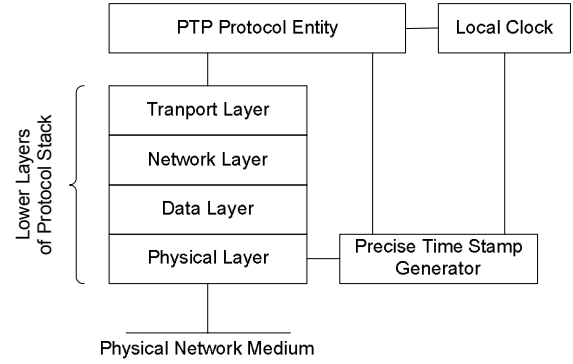 PTP Protocol Entity
Local Clock
Tranport Layer
Network Layer
Data Layer
Physical Layer
Lower Layers
of Protocol Stack
Precise Time Stamp
Generator
Physical Network Medium